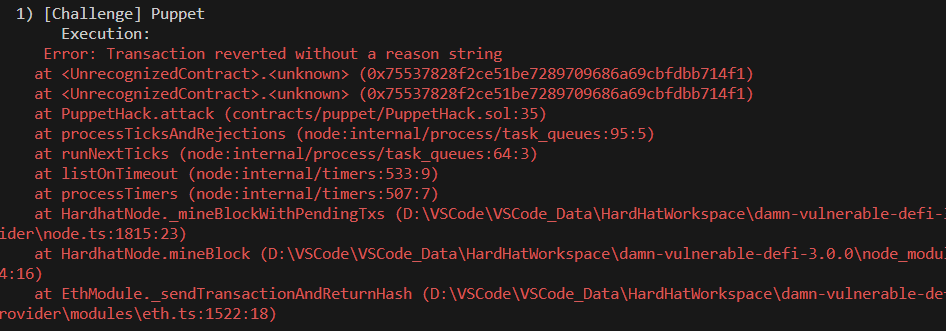 1) [Challenge] Puppet
Execution:
Error: Transaction reverted without a reason string
at <UnrecognizedContract>.<unknown> (0x75537828f2ce51be7289709686a69cbfdbb714f1)
at <UnrecognizedContract>.<unknown> (0x75537828f2ce51be7289709686a69cbfdbb714f1)
at PuppetHack.attack (contracts/puppet/PuppetHack.sol:35)
at processTicksAndRejections (node:internal/process/task_queues:95:5)
at runNextTicks (node:internal/process/task_queues:64:3)
at listOnTimeout (node:internal/timers:533:9)
at processTimers (node:internal/timers:507:7)
at HardhatNode._mineBlockWithPendingTxs (D:\VSCode\VSCode_Data\HardHatWorkspace\damn-vulnerable-defi-3
ider\node.ts:1815:23)
at HardhatNode.mineBlock (D:\VSCode\VSCode_Data\HardHatWorkspace\damn-vulnerable-defi-3.0.0\node_modul
4:16)
at EthModule._sendTransactionAndReturnHash (D:\VSCode\VSCode_Data\HardHatWorkspace\damn-vulnerable-def
rovider\modules\eth.ts:1522:18)